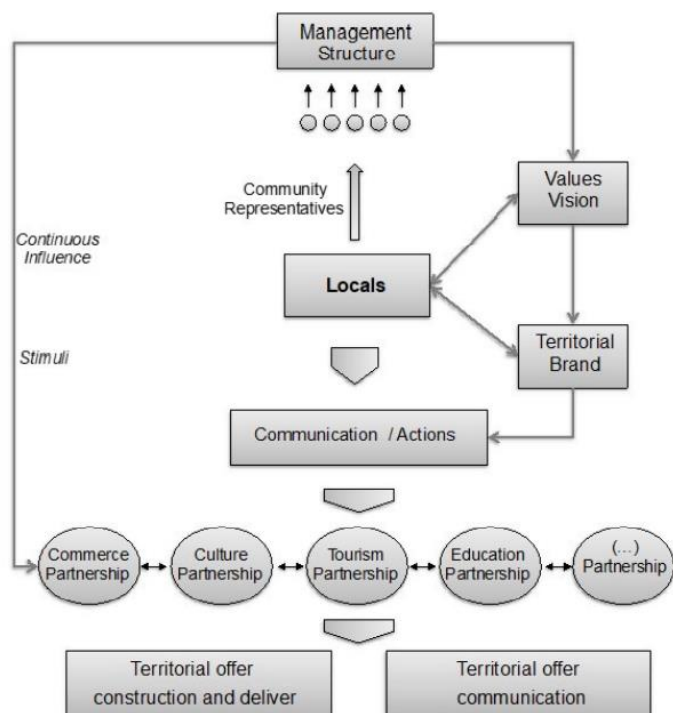 Management
Structure
Community
Representatives
Values
Vision
Continuous
Influence
Locals
Stimuli
Territorial
Brand
Communication / Actions
Commerce
Partnership
Culture
Partnership
Tourism
Partnership
Education
Partnership
(...)
Partnership
Territorial offer
construction and deliver
Territorial offer
communication